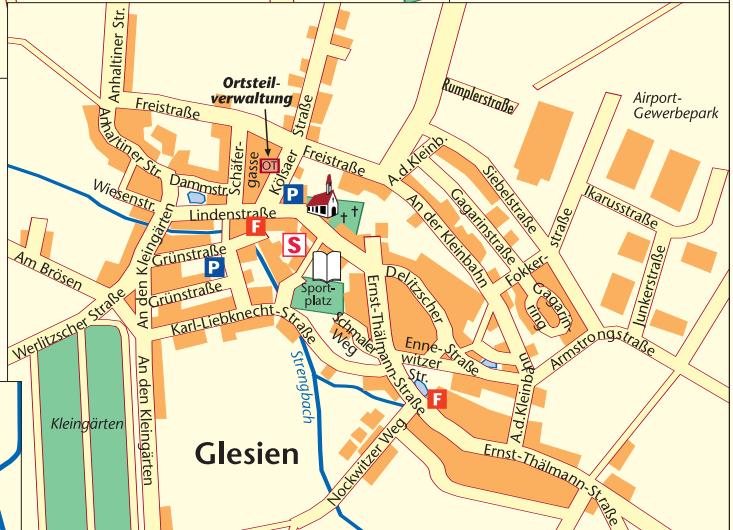 Anhaltiner Str.
Freistraße
Ortsteil-
verwaltung
Straße
Kölsaer
Rumplerstraße
Airport-
Gewerbepark
Anhaltiner Str.
Schäfer-
gasse
OT
Freistraße
A.d.Kleinb.
Siebelstraße
Wiesenstr.
Dammstr.
P
Lindenstraße
F
Gagarinstraße
An der Kleinbahn
Ikarusstraße
Fokker-
straße
Am Brösen
An den Kleingärten
Grünstraße
S
P
Grünstraße
Sport-
platz
Delitzscher
Straße
Ernst-Thälmann-Straße
Gagarin-
ring
Junkerstraße
Werlitzscher Straße
Karl-Liebknecht-Straße
Schmaler
Weg
Enne-
witzer
Str.
Armstrongstraße
An den Kleingärten
Strengbach
F
A.d.Kleinbahn
Kleingärten
Glesien
Nockwitzer Weg
Ernst-Thälmann-Straße